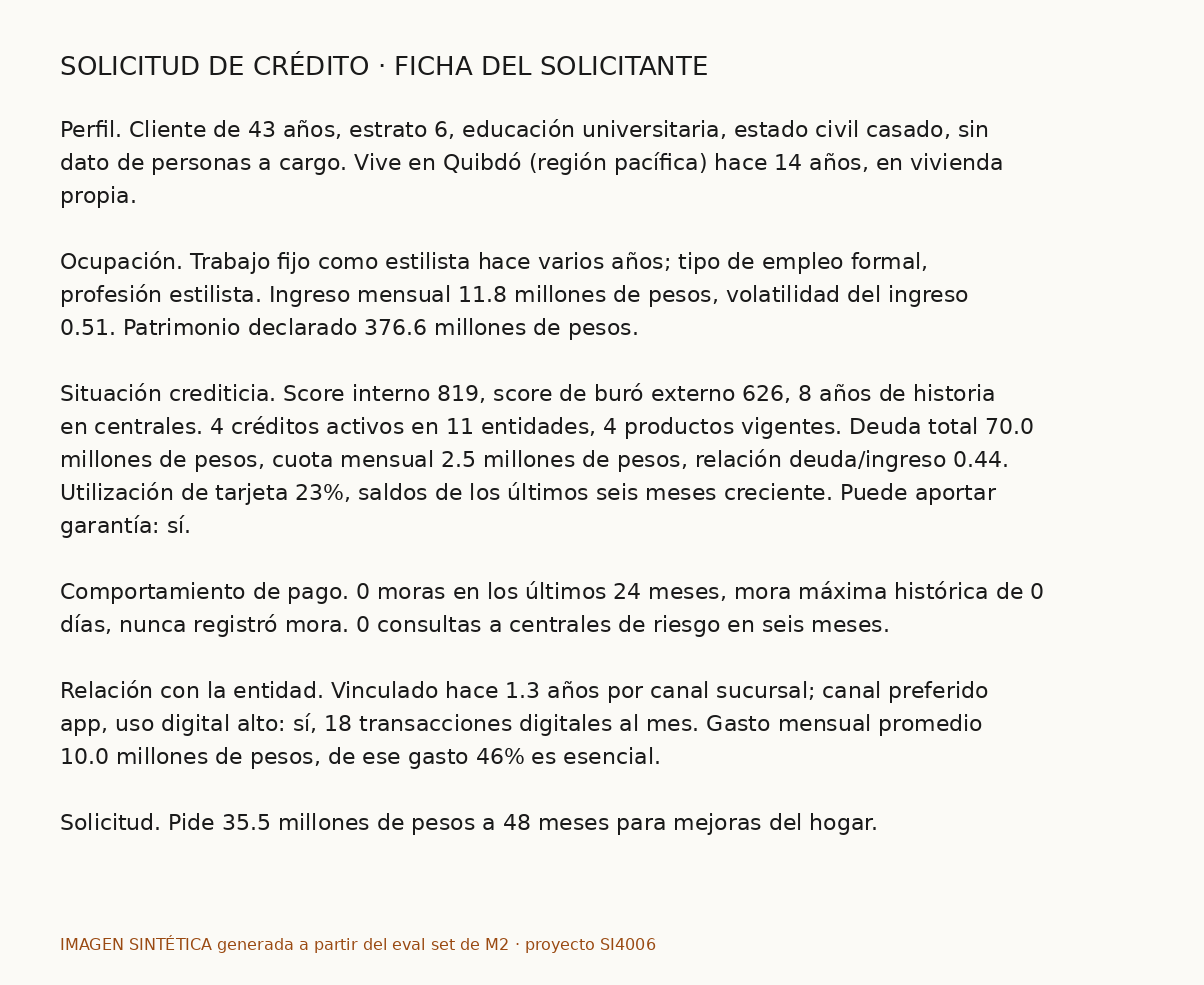 SOLICITUD DE CRÉDITO · FICHA DEL SOLICITANTE
Perfil. Cliente de 43 años, estrato 6, educación universitaria, estado civil casado, sin
dato de personas a cargo. Vive en Quibdó (región pacífica) hace 14 años, en vivienda
propia.
Ocupación. Trabajo fijo como estilista hace varios años; tipo de empleo formal,
profesión estilista. Ingreso mensual 11.8 millones de pesos, volatilidad del ingreso
0.51. Patrimonio declarado 376.6 millones de pesos.
Situación crediticia. Score interno 819, score de buró externo 626, 8 años de historia
en centrales. 4 créditos activos en 11 entidades, 4 productos vigentes. Deuda total 70.0
millones de pesos, cuota mensual 2.5 millones de pesos, relación deuda/ingreso 0.44.
Utilización de tarjeta 23%, saldos de los últimos seis meses creciente. Puede aportar
garantía: sí.
Comportamiento de pago. 0 moras en los últimos 24 meses, mora máxima histórica de 0
días, nunca registró mora. 0 consultas a centrales de riesgo en seis meses.
Relación con la entidad. Vinculado hace 1.3 años por canal sucursal; canal preferido
app, uso digital alto: sí, 18 transacciones digitales al mes. Gasto mensual promedio
10.0 millones de pesos, de ese gasto 46% es esencial.
Solicitud. Pide 35.5 millones de pesos a 48 meses para mejoras del hogar.
IMAGEN SINTÉTICA generada a partir del eval set de M2 · proyecto SI4006